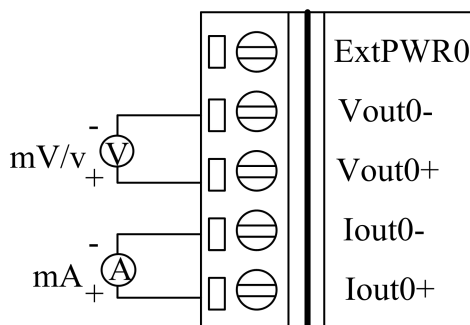 ExtPWR0
- Vout0-
V
mV/v
+ Vout0+
- Iout0-
A
mA
+ Iout0+